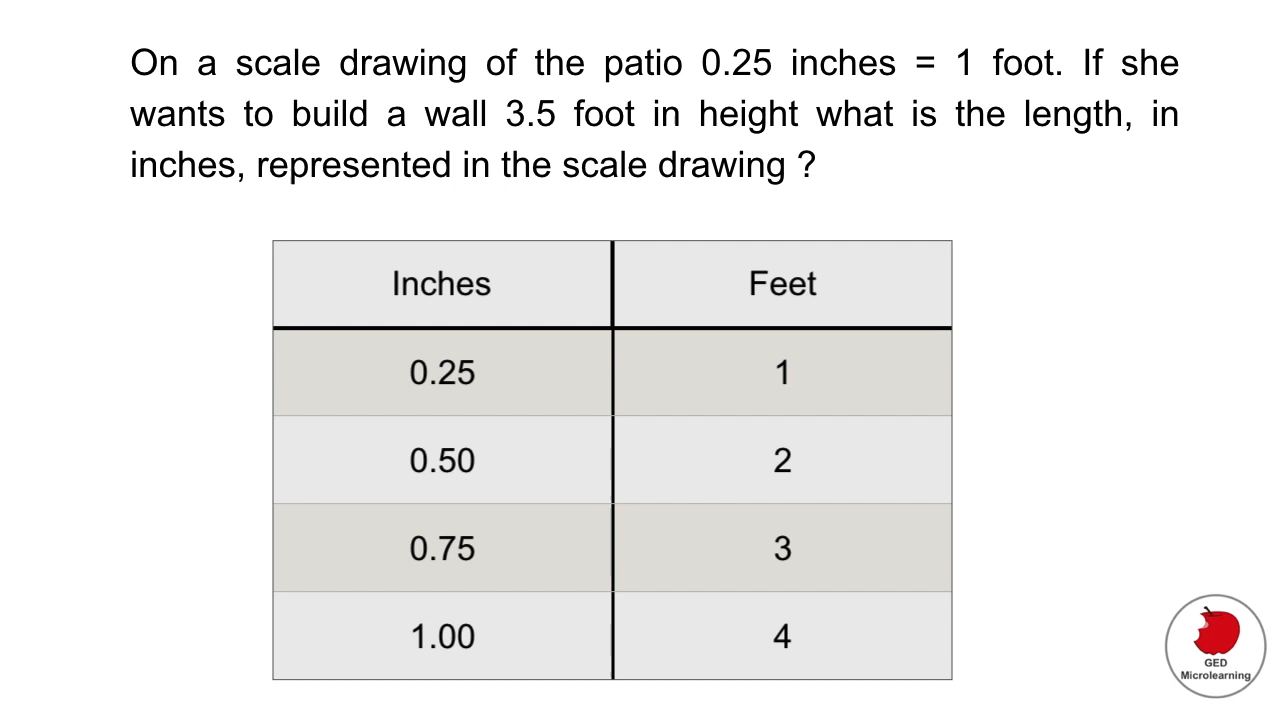 On a scale drawing of the patio 0.25 inches = 1 foot. If she
wants to build a wall 3.5 foot in height what is the length, in
inches, represented in the scale drawing ?
Inches Feet
0.25 1
0.50 2
0.75 3
1.00 4
GED
Microlearning